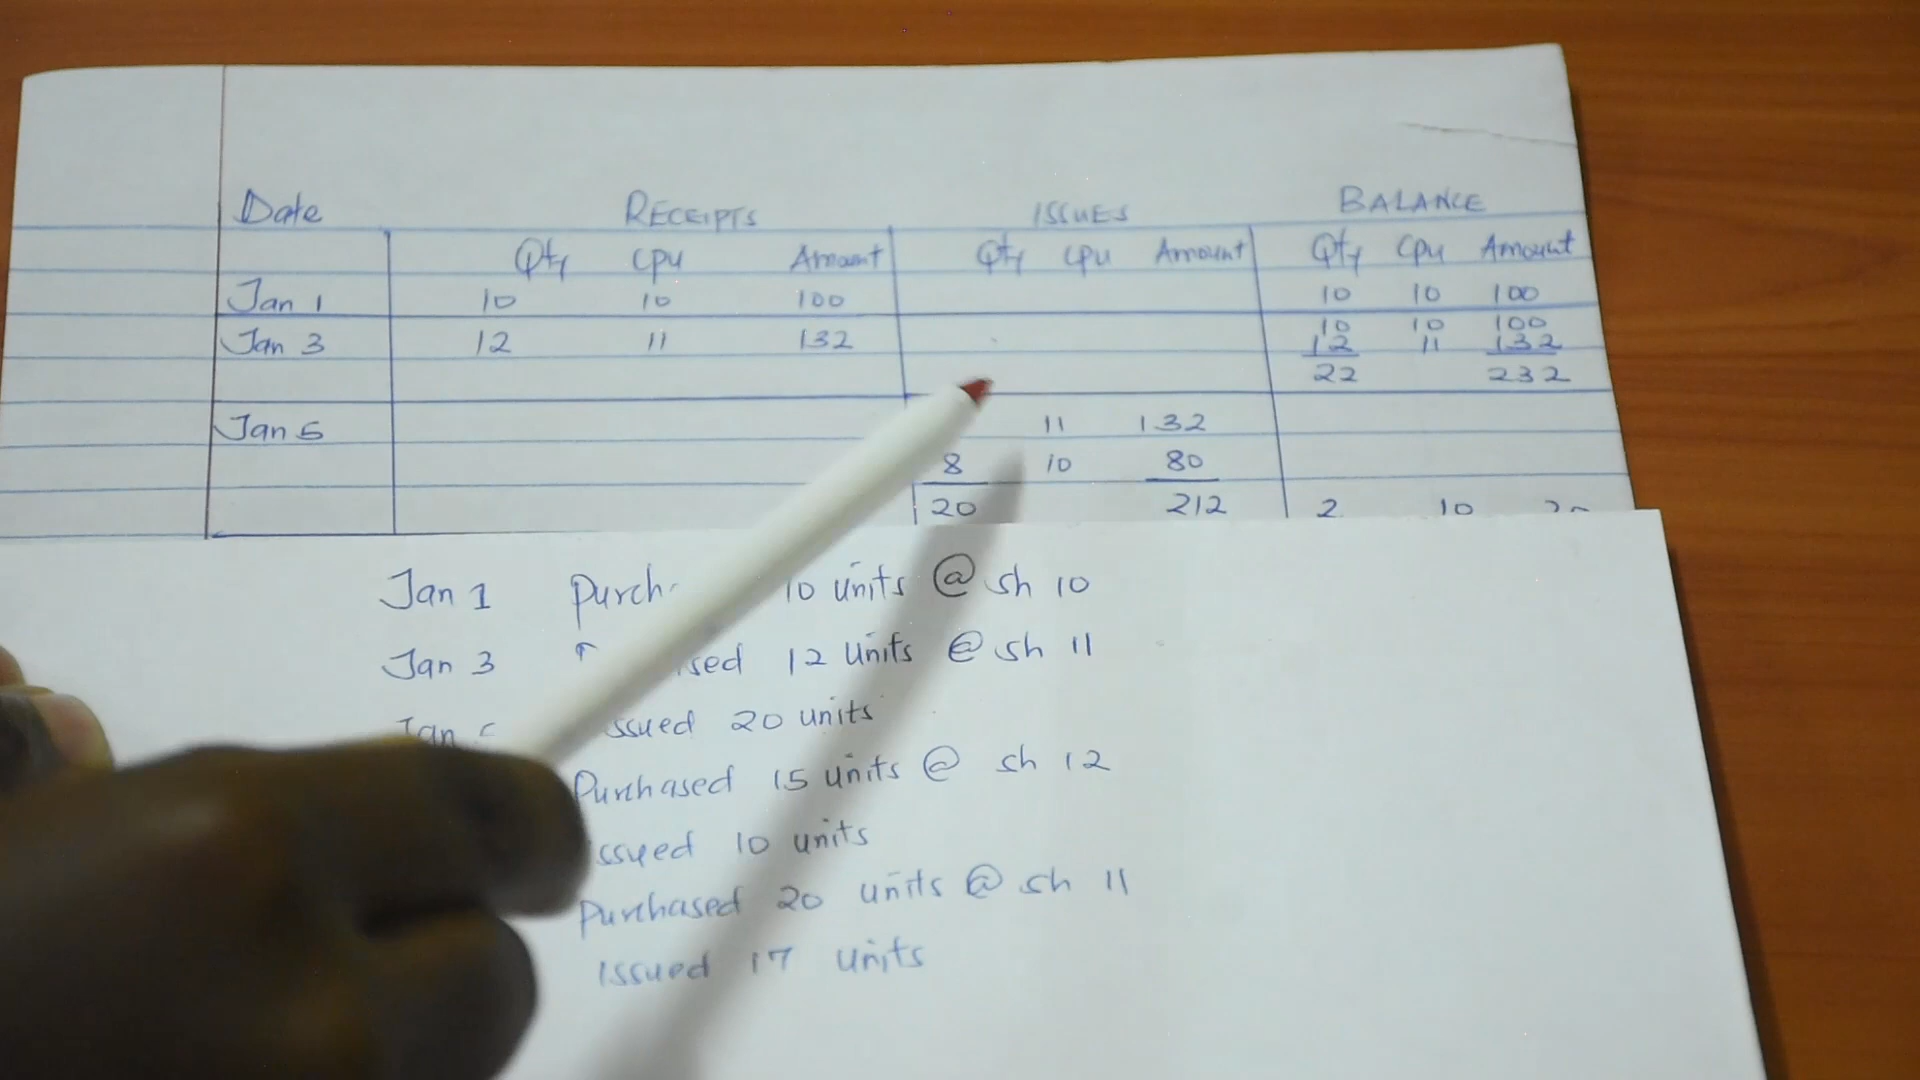 Date RECEIPTS ISSUES BALANCE
Qty cpu Amount Qty cpu Amount Qty cpu Amount
Jan 1 10 10 100 10 10 100
10 10 100
Jan 3 12 11 132 12 11 132
22 232
Jan 5 11 132
8 10 80
20 212 2 10
Jan 1 purch 10 units @ sh 10
Jan 3 sed 12 units @ sh 11
Jan ssued 20 units
Purchased 15 units @ sh 12
ssued 10 units
Purchased 20 units @ sh 11
Issued 17 units